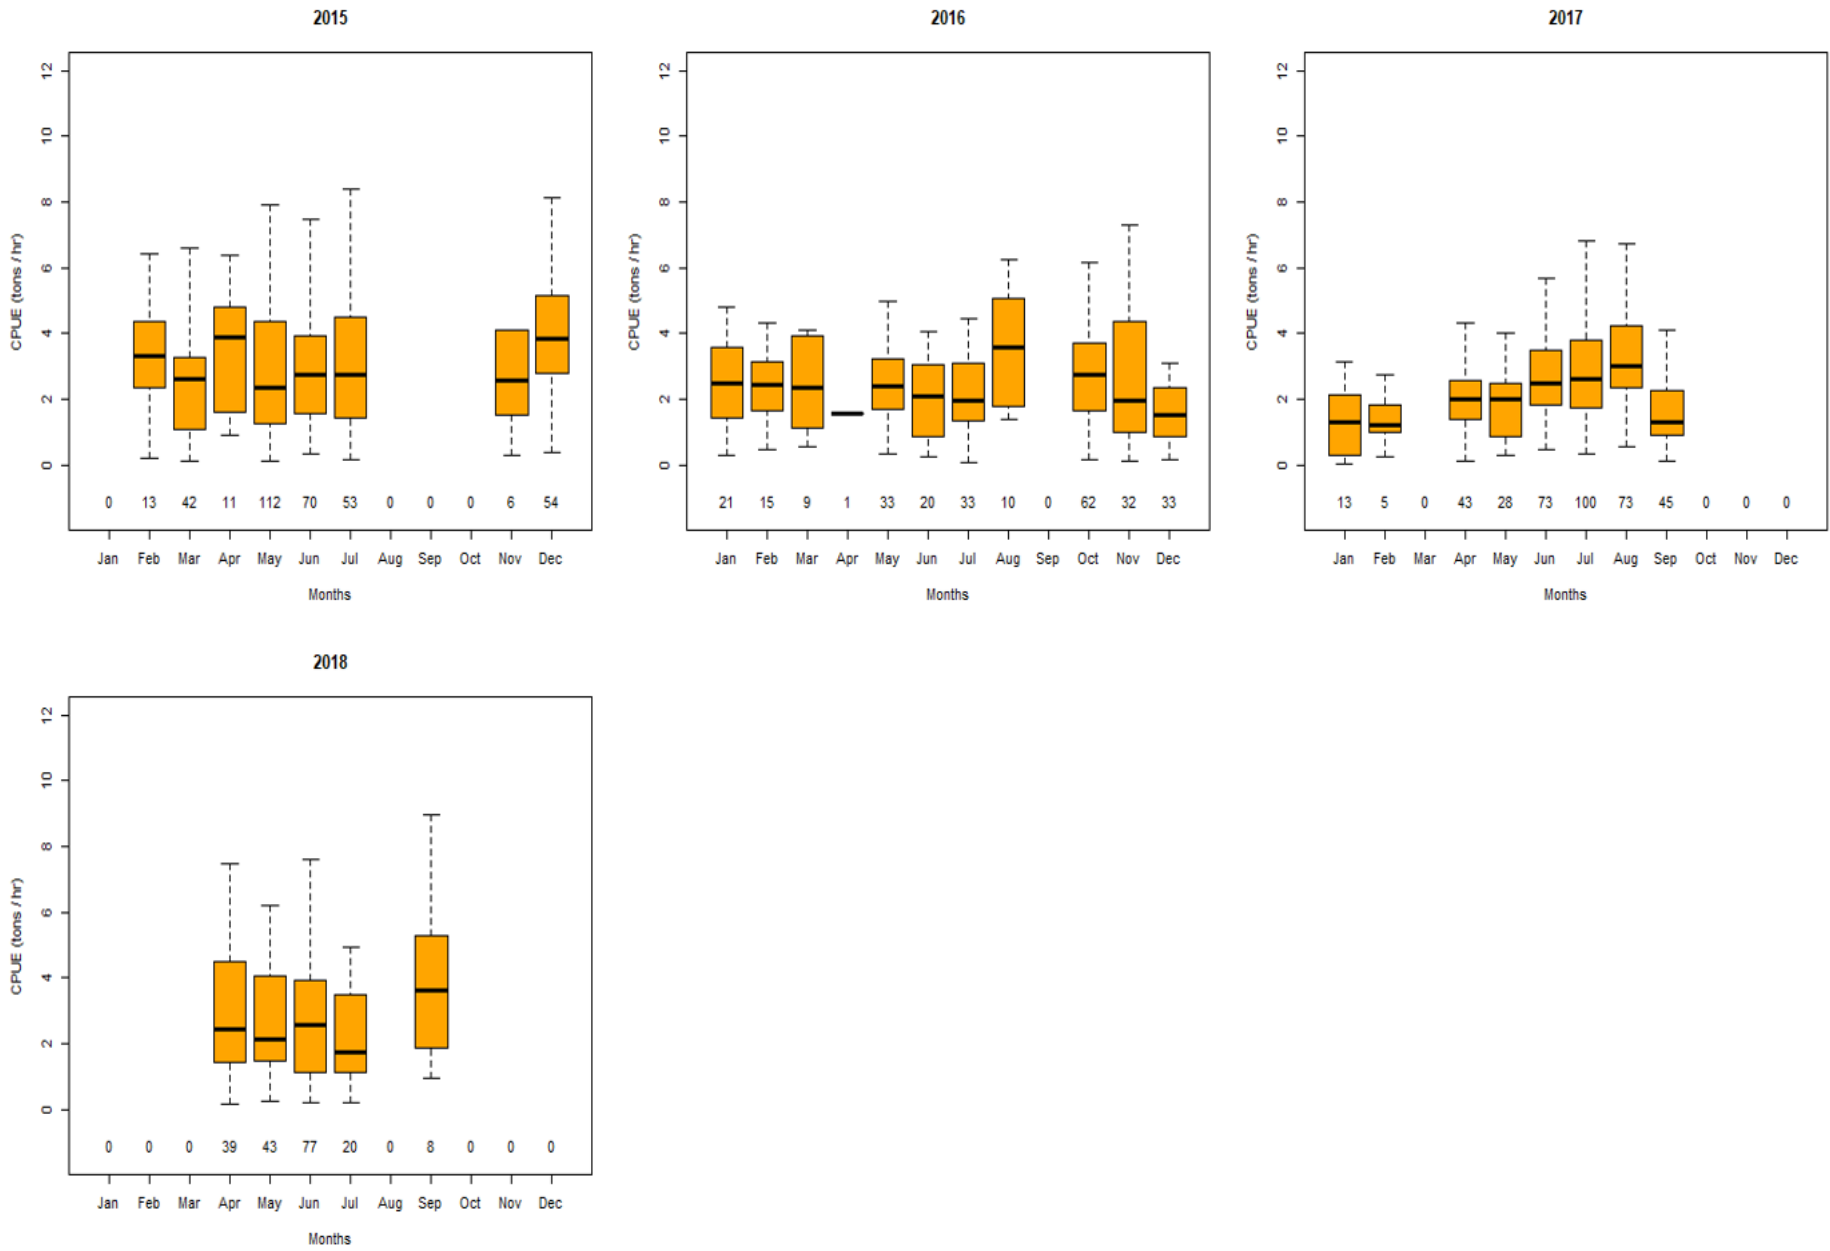 2015
12
10
8
6
4
2
0
CPUE (tons / hr)
0 13 42 11 112 70 53 0 0 0 6 54
Jan Feb Mar Apr May Jun Jul Aug Sep Oct Nov Dec
Months
2016
12
10
8
6
4
2
0
CPUE (tons / hr)
21 15 9 1 33 20 33 10 0 62 32 33
Jan Feb Mar Apr May Jun Jul Aug Sep Oct Nov Dec
Months
2017
12
10
8
6
4
2
0
CPUE (tons / hr)
13 5 0 43 28 73 100 73 45 0 0 0
Jan Feb Mar Apr May Jun Jul Aug Sep Oct Nov Dec
Months
2018
12
10
8
6
4
2
0
CPUE (tons / hr)
0 0 0 39 43 77 20 0 8 0 0 0
Jan Feb Mar Apr May Jun Jul Aug Sep Oct Nov Dec
Months